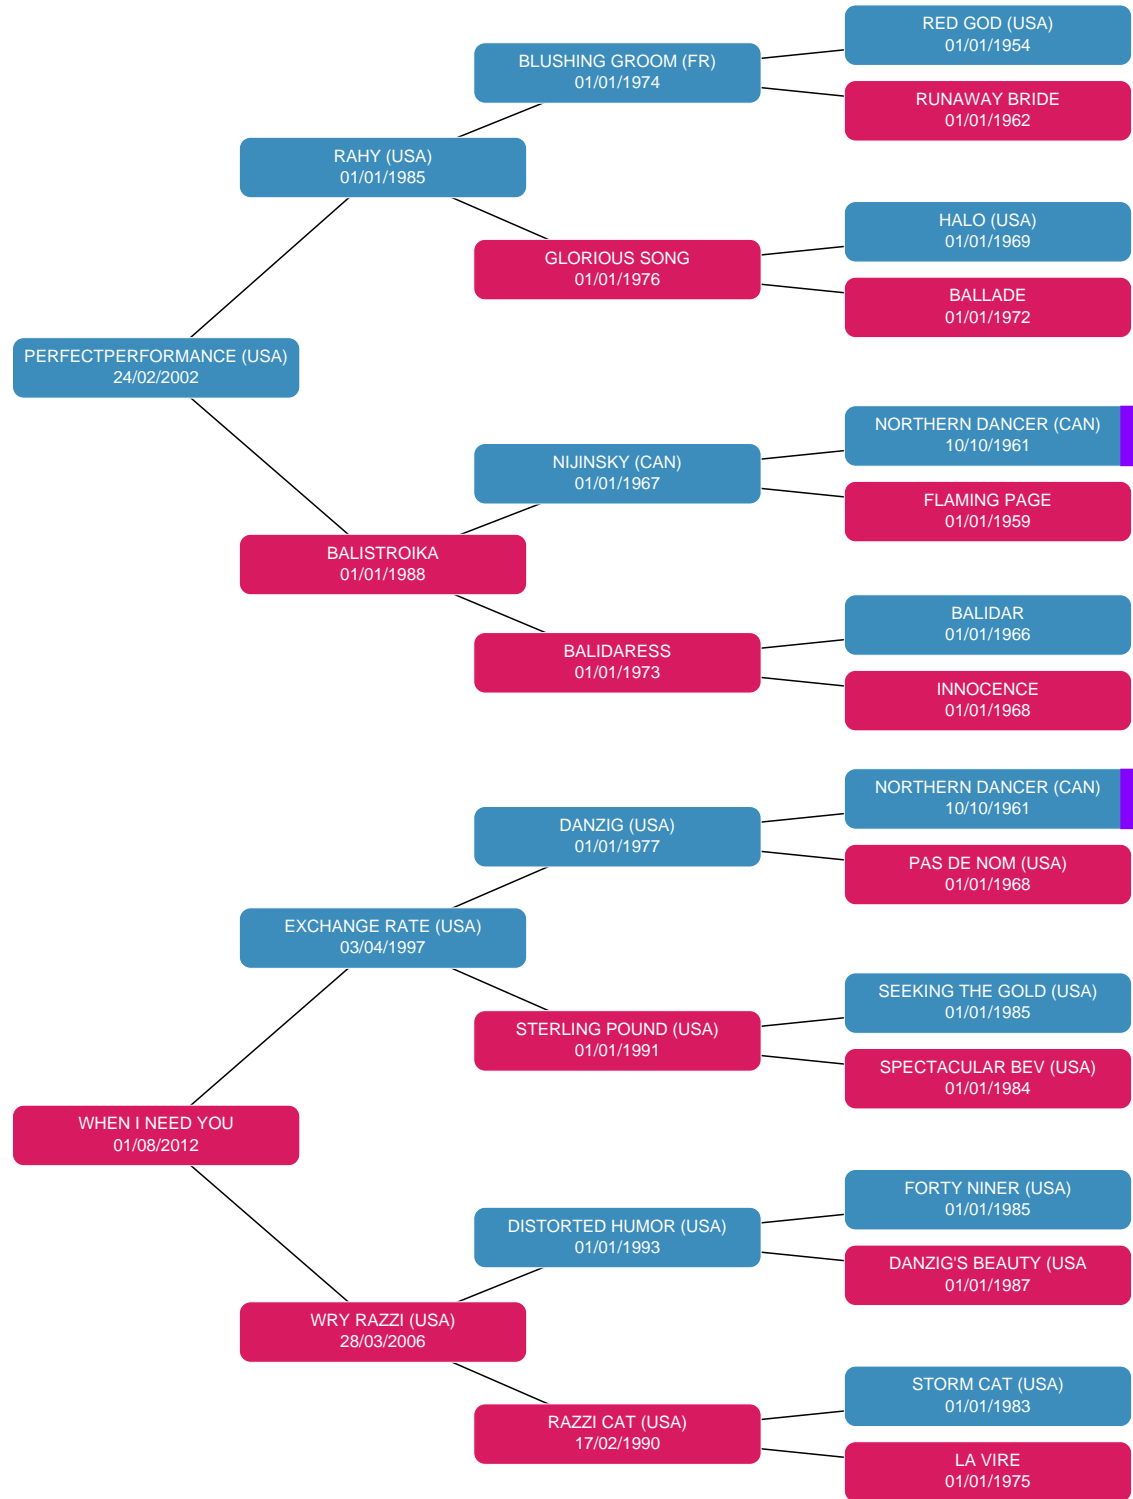 RED GOD (USA)
01/01/1954
BLUSHING GROOM (FR)
01/01/1974
RUNAWAY BRIDE
01/01/1962
RAHY (USA)
01/01/1985
HALO (USA)
01/01/1969
GLORIOUS SONG
01/01/1976
BALLADE
01/01/1972
PERFECTPERFORMANCE (USA)
24/02/2002
NORTHERN DANCER (CAN)
10/10/1961
NIJINSKY (CAN)
01/01/1967
FLAMING PAGE
01/01/1959
BALISTROIKA
01/01/1988
BALIDAR
01/01/1966
BALIDARESS
01/01/1973
INNOCENCE
01/01/1968
NORTHERN DANCER (CAN)
10/10/1961
DANZIG (USA)
01/01/1977
PAS DE NOM (USA)
01/01/1968
EXCHANGE RATE (USA)
03/04/1997
SEEKING THE GOLD (USA)
01/01/1985
STERLING POUND (USA)
01/01/1991
SPECTACULAR BEV (USA)
01/01/1984
WHEN I NEED YOU
01/08/2012
FORTY NINER (USA)
01/01/1985
DISTORTED HUMOR (USA)
01/01/1993
DANZIG'S BEAUTY (USA
01/01/1987
WRY RAZZI (USA)
28/03/2006
STORM CAT (USA)
01/01/1983
RAZZI CAT (USA)
17/02/1990
LA VIRE
01/01/1975